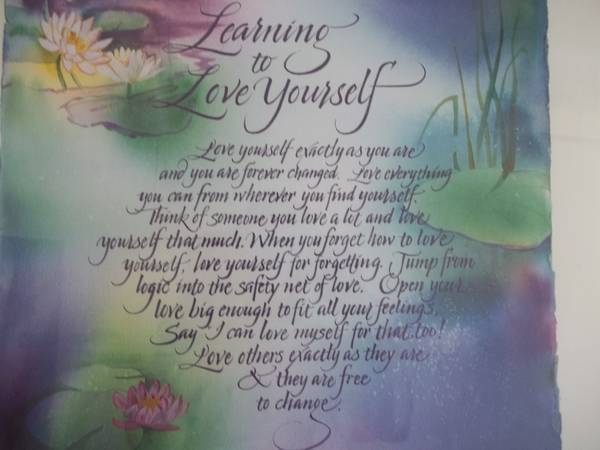 Learning
to
Love Yourself
Love yourself exactly as you are
and you are forever changed. Love everything
you can from wherever you find yourself.
Think of someone you love a lot and love
yourself that much. When you forget how to love
yourself, love yourself for forgetting. Jump from
logic into the safety net of love. Open your
love big enough to fit all your feelings.
Say "I can love myself for that too!
Love others exactly as they are
& they are free
to change.